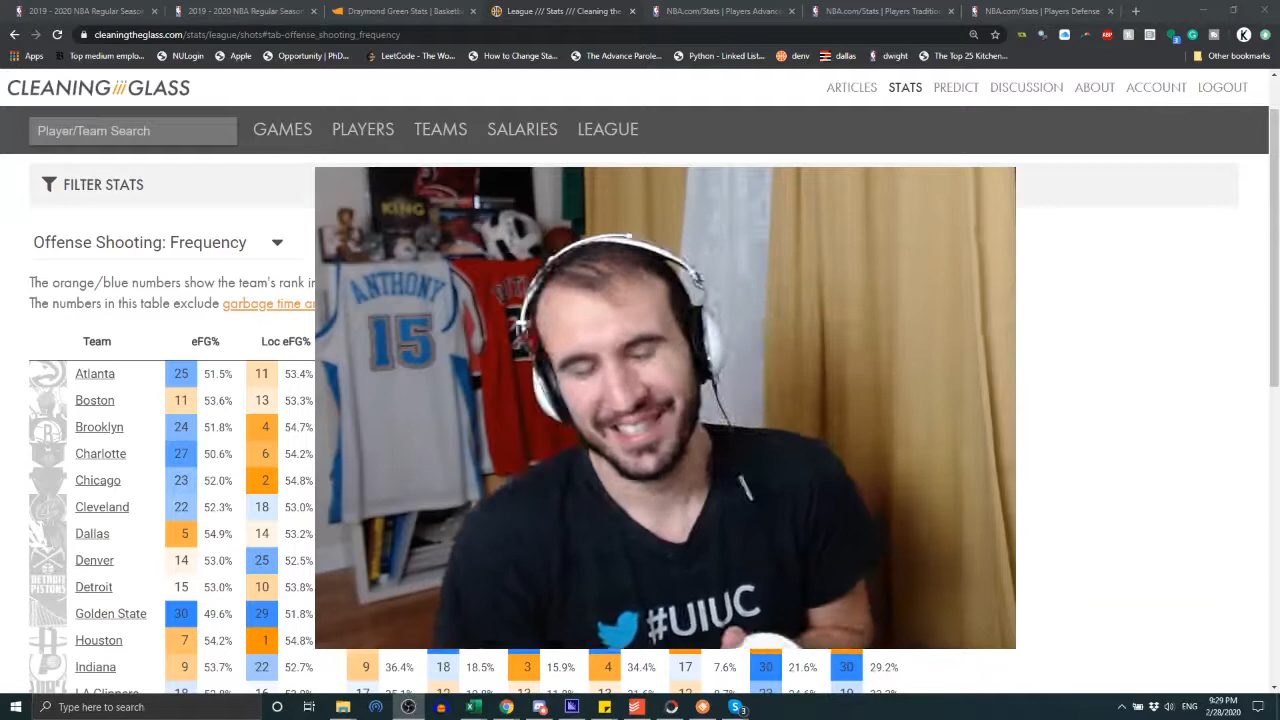 2019 - 2020 NBA Regular Season
2019 - 2020 NBA Regular Season
Draymond Green Stats | Basketb
League /// Stats /// Cleaning the
NBA.com/Stats | Players Advance
NBA.com/Stats | Players Tradition
NBA.com/Stats | Players Defense
cleaningtheglass.com/stats/league/shots#tab-offense_shooting_frequency
Apps Top medical employo... NULogin Opportunity | PhD... LeetCode - The Wo... How to Change Sta... The Advance Parole... Python - Linked List... dallas dwight The Top 25 Kitchen... Other bookmarks
CLEANING THE GLASS
ARTICLES STATS PREDICT DISCUSSION ABOUT ACCOUNT LOGOUT
Player/Team Search GAMES PLAYERS TEAMS SALARIES LEAGUE
FILTER STATS
Offense Shooting: Frequency
The orange/blue numbers show the team's rank in
The numbers in this table exclude garbage time
Team eFG% Loc eFG%
Atlanta 25 51.5% 11 53.4%
Boston 11 53.6% 13 53.3%
Brooklyn 24 51.8% 4 54.7%
Charlotte 27 50.6% 6 54.2%
Chicago 23 52.0% 2 54.8%
Cleveland 22 52.3% 18 53.0%
Dallas 5 54.9% 14 53.2%
Denver 14 53.0% 25 52.5%
Detroit 15 53.0% 10 53.8%
Golden State 30 49.6% 29 51.8%
Houston 7 54.2% 1 54.8%
Indiana 9 53.7% 22 52.7% 9 36.4% 18 18.5% 3 15.9% 4 34.4% 17 7.6% 30 21.6% 30 29.2%
LA Clippers
KING
ANTHONY
15
#UIUC
Type here to search
ENG
9:29 PM
2/28/2020